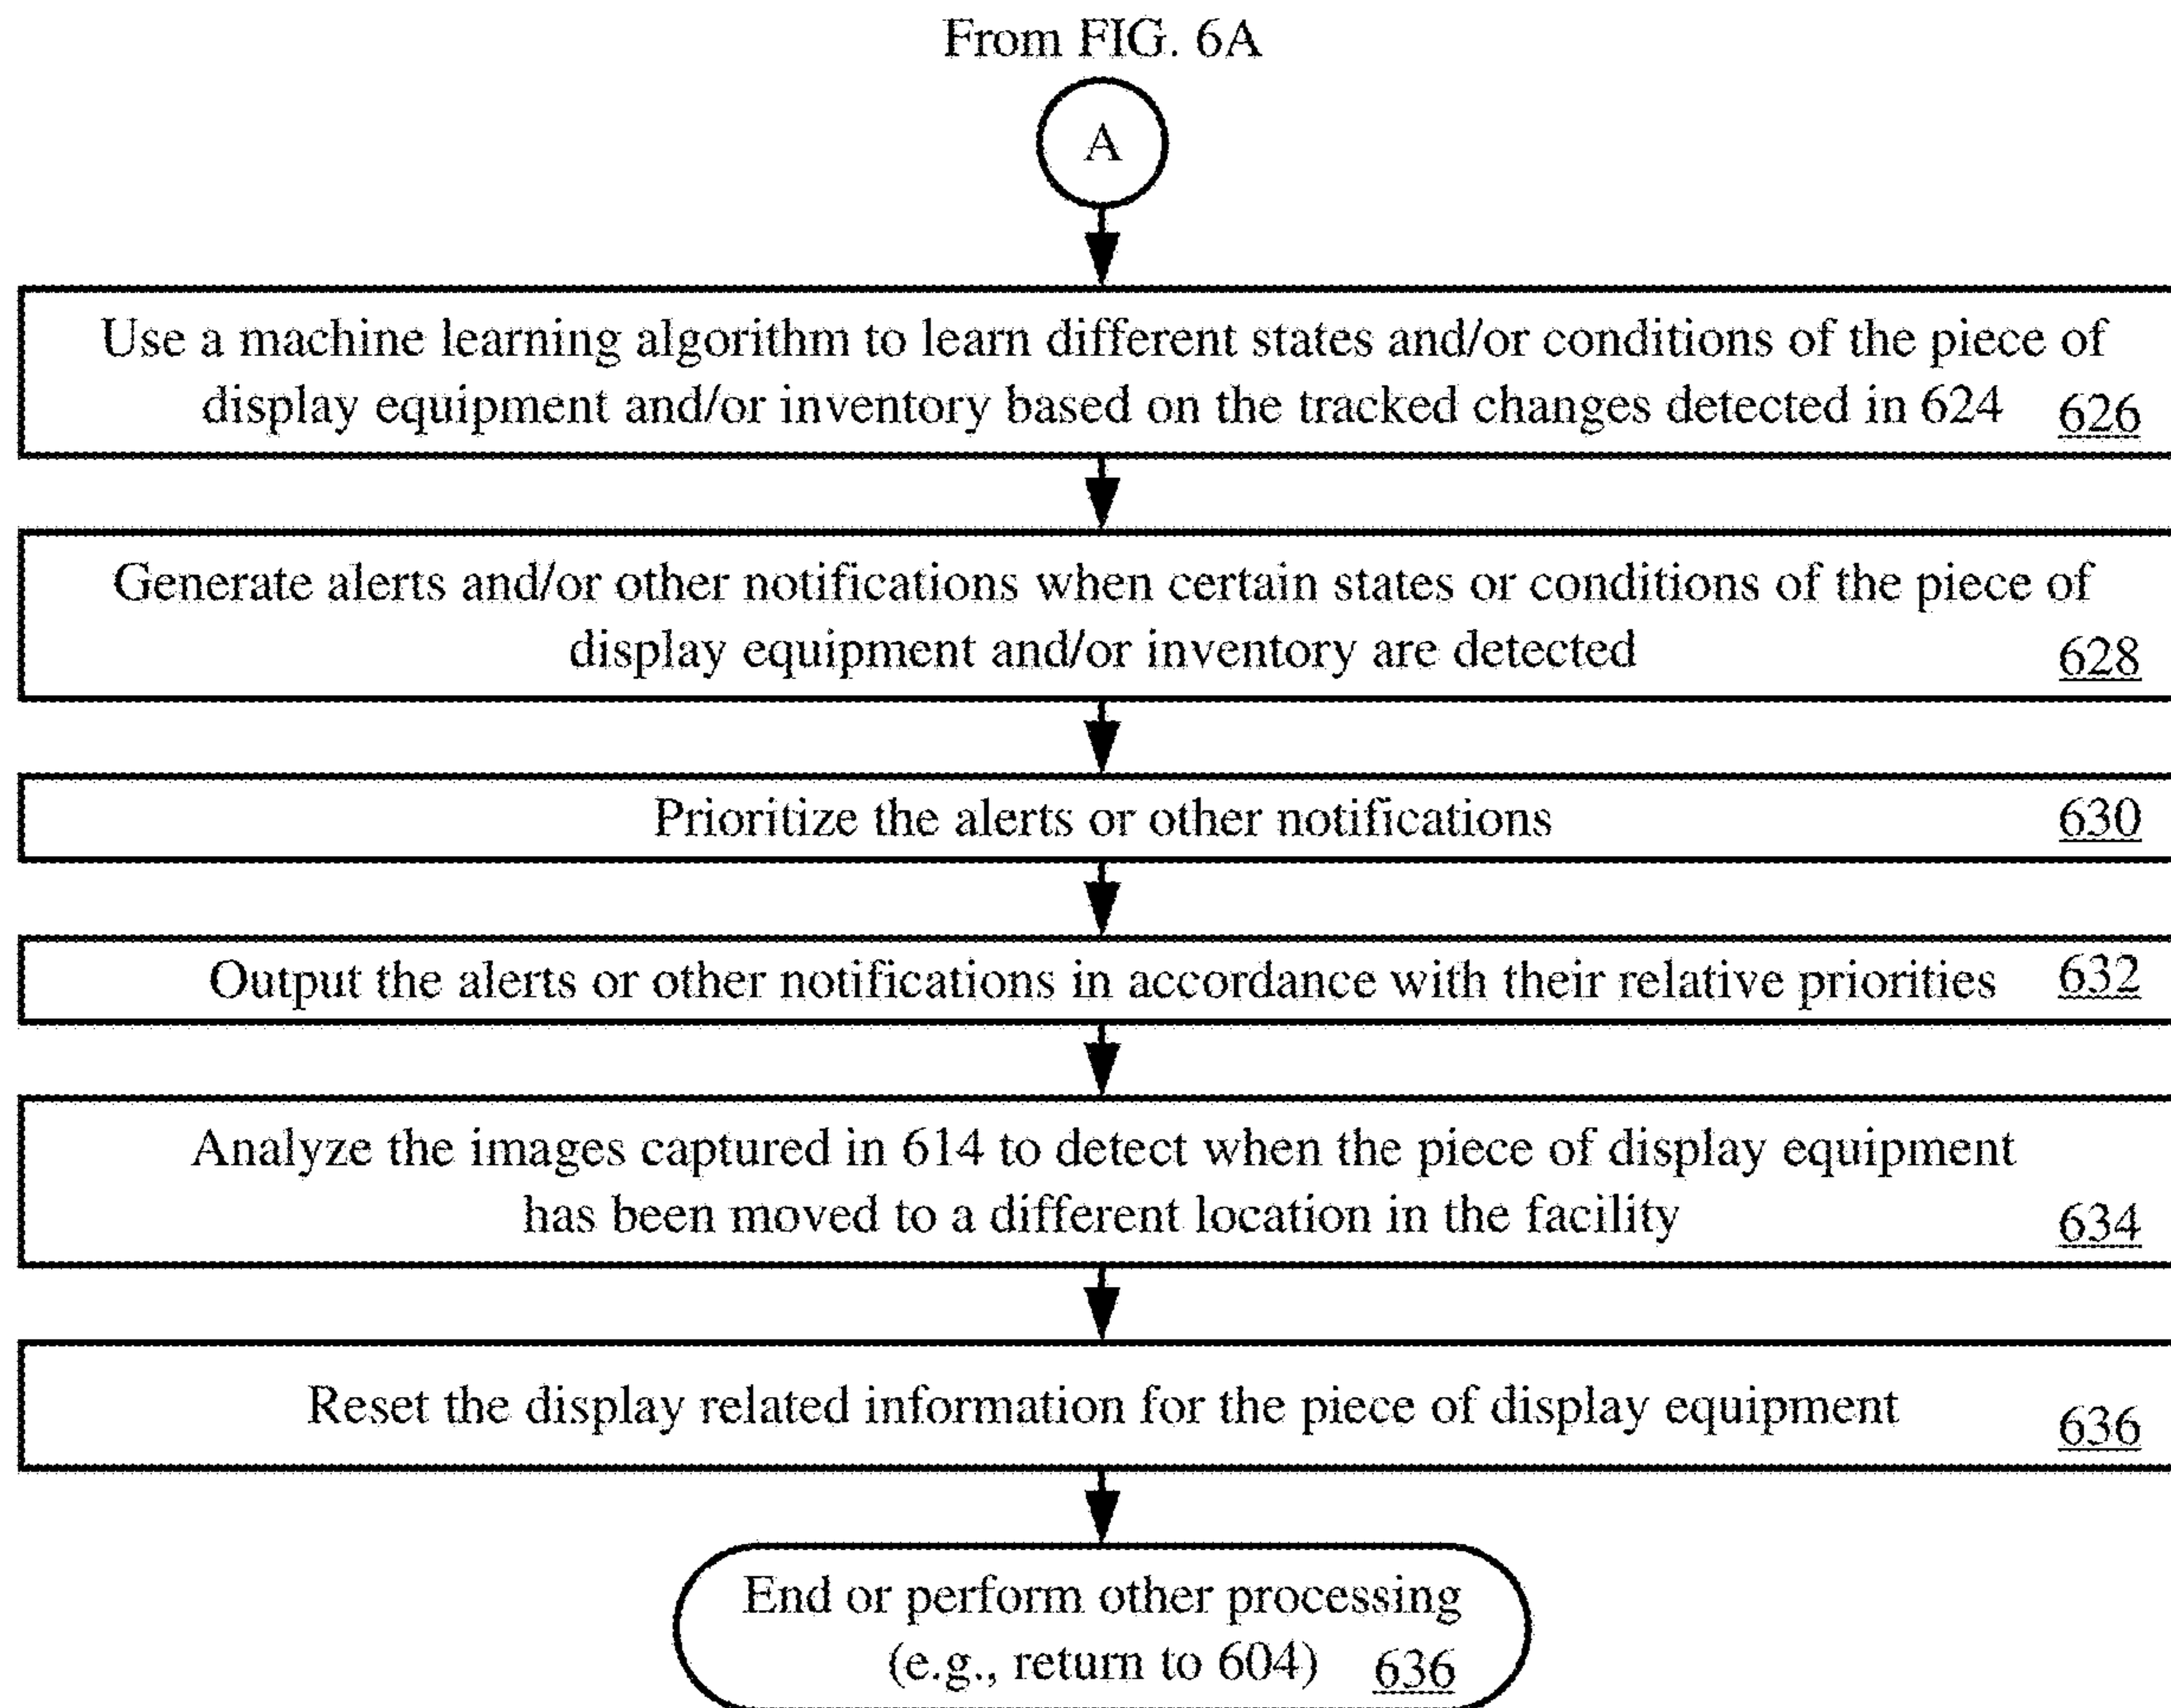 From FIG. 6A
A
Use a machine learning algorithm to learn different states and/or conditions of the piece of
display equipment and/or inventory based on the tracked changes detected in 624 626
Generate alerts and/or other notifications when certain states or conditions of the piece of
display equipment and/or inventory are detected 628
Prioritize the alerts or other notifications 630
Output the alerts or other notifications in accordance with their relative priorities 632
Analyze the images captured in 614 to detect when the piece of display equipment
has been moved to a different location in the facility 634
Reset the display related information for the piece of display equipment 636
End or perform other processing
(e.g., return to 604) 636